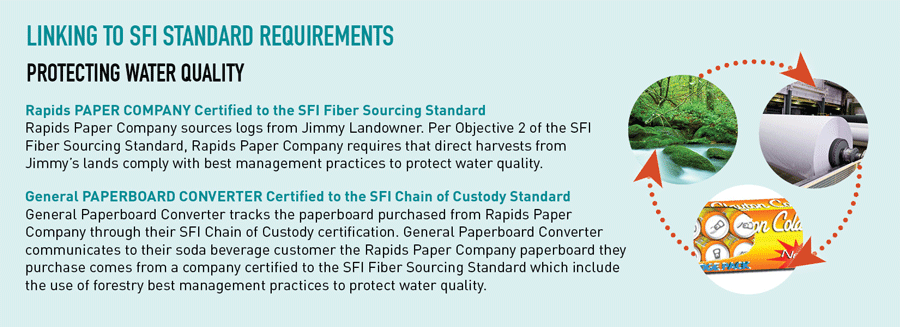 LINKING TO SFI STANDARD REQUIREMENTS
PROTECTING WATER QUALITY
Rapids PAPER COMPANY Certified to the SFI Fiber Sourcing Standard
Rapids Paper Company sources logs from Jimmy Landowner. Per Objective 2 of the SFI
Fiber Sourcing Standard, Rapids Paper Company requires that direct harvests from
Jimmy’s lands comply with best management practices to protect water quality.
General PAPERBOARD CONVERTER Certified to the SFI Chain of Custody Standard
General Paperboard Converter tracks the paperboard purchased from Rapids Paper
Company through their SFI Chain of Custody certification. General Paperboard Converter
communicates to their soda beverage customer the Rapids Paper Company paperboard they
purchase comes from a company certified to the SFI Fiber Sourcing Standard which include
the use of forestry best management practices to protect water quality.